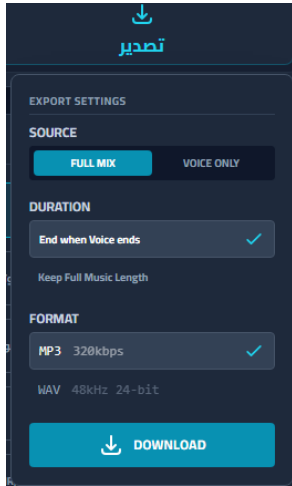 تصدير
EXPORT SETTINGS
SOURCE
FULL MIX
VOICE ONLY
DURATION
End when Voice ends
Keep Full Music Length
FORMAT
MP3 320kbps
WAV 48kHz 24-bit
DOWNLOAD